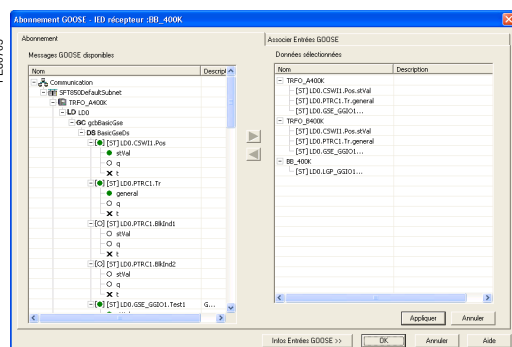 Abonnement GOOSE - IED récepteur :BB_400K
Abonnement
Associer Entrées GOOSE
Messages GOOSE disponibles
Nom
Descript
Communication
SFT850DefaultSubnet
TRFO_A400K
LD LD0
GC gcbBasicGse
DS BasicGseDs
[ST] LD0.CSWI1.Pos
stVal
q
t
[ST] LD0.PTRC1.Tr
general
q
t
[ST] LD0.PTRC1.BlkInd1
stVal
q
t
[ST] LD0.PTRC1.BlkInd2
stVal
q
t
[ST] LD0.GSE_GGIO1.Test1 G...
Données sélectionnées
Nom
Description
TRFO_A400K
[ST] LD0.CSWI1.Pos.stVal
[ST] LD0.PTRC1.Tr.general
[ST] LD0.GSE_GGIO1...
TRFO_B400K
[ST] LD0.CSWI1.Pos.stVal
[ST] LD0.PTRC1.Tr.general
[ST] LD0.GSE_GGIO1...
BB_400K
[ST] LD0.LGP_GGIO1...
Appliquer
Annuler
Infos Entrées GOOSE >>
OK
Annuler
Aide